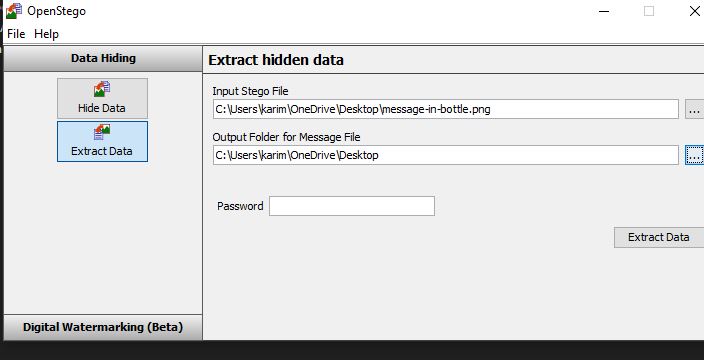 OpenStego
File Help
Data Hiding
Hide Data
Extract Data
Digital Watermarking (Beta)
Extract hidden data
Input Stego File
C:\Users\karim\OneDrive\Desktop\message-in-bottle.png
...
Output Folder for Message File
C:\Users\karim\OneDrive\Desktop
...
Password
Extract Data